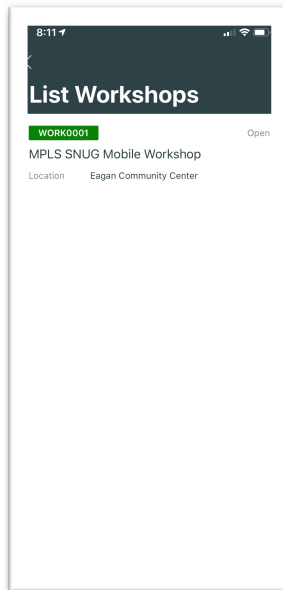 8:11
List Workshops
WORK0001 Open
MPLS SNUG Mobile Workshop
Location Eagan Community Center